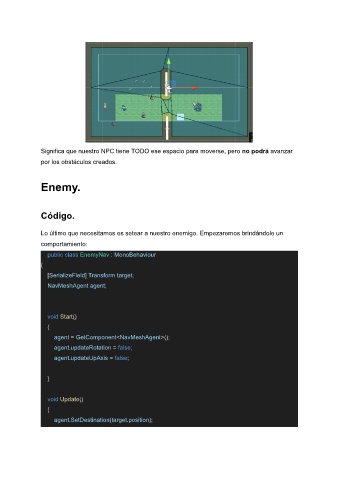 Significa que nuestro NPC tiene TODO ese espacio para moverse, pero no podrá avanzar
por los obstáculos creados.
Enemy.
Código.
Lo último que necesitamos es setear a nuestro enemigo. Empezaremos brindándole un
comportamiento:
public class EnemyNav : MonoBehaviour
{
[SerializeField] Transform target;
NavMeshAgent agent;
void Start()
{
agent = GetComponent<NavMeshAgent>();
agent.updateRotation = false;
agent.updateUpAxis = false;
}
void Update()
{
agent.SetDestination(target.position);